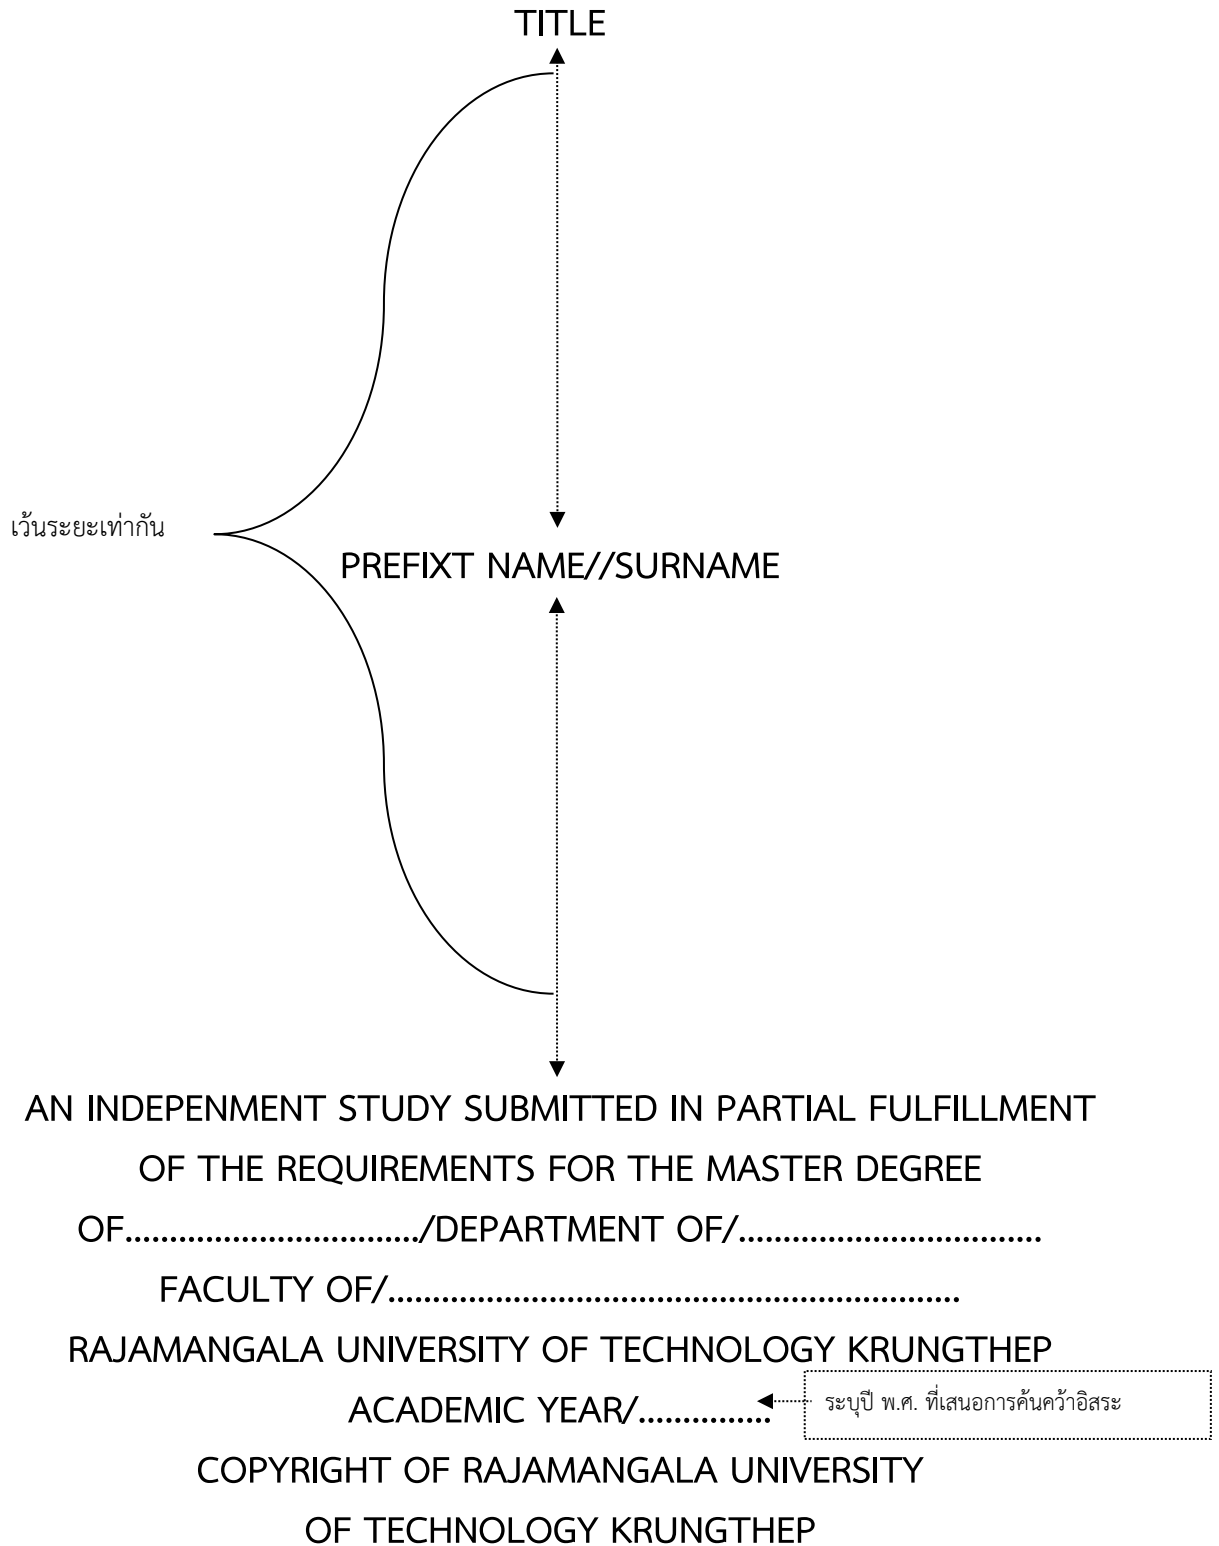 TITLE
เว้นระยะเท่ากัน
PREFIXT NAME//SURNAME
AN INDEPENMENT STUDY SUBMITTED IN PARTIAL FULFILLMENT
OF THE REQUIREMENTS FOR THE MASTER DEGREE
OF................................./DEPARTMENT OF/..................................
FACULTY OF/................................................................
RAJAMANGALA UNIVERSITY OF TECHNOLOGY KRUNGTHEP
ACADEMIC YEAR/............... ระบุปี พ.ศ. ที่เสนอการค้นคว้าอิสระ
COPYRIGHT OF RAJAMANGALA UNIVERSITY
OF TECHNOLOGY KRUNGTHEP